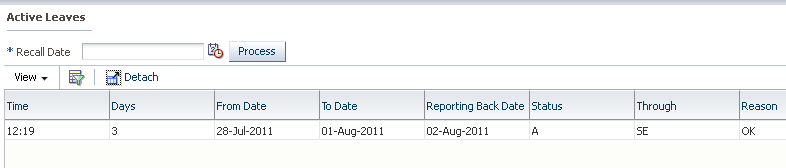 Active Leaves
* Recall Date Process
View Detach
Time Days From Date To Date Reporting Back Date Status Through Reason
12:19 3 28-Jul-2011 01-Aug-2011 02-Aug-2011 A SE OK